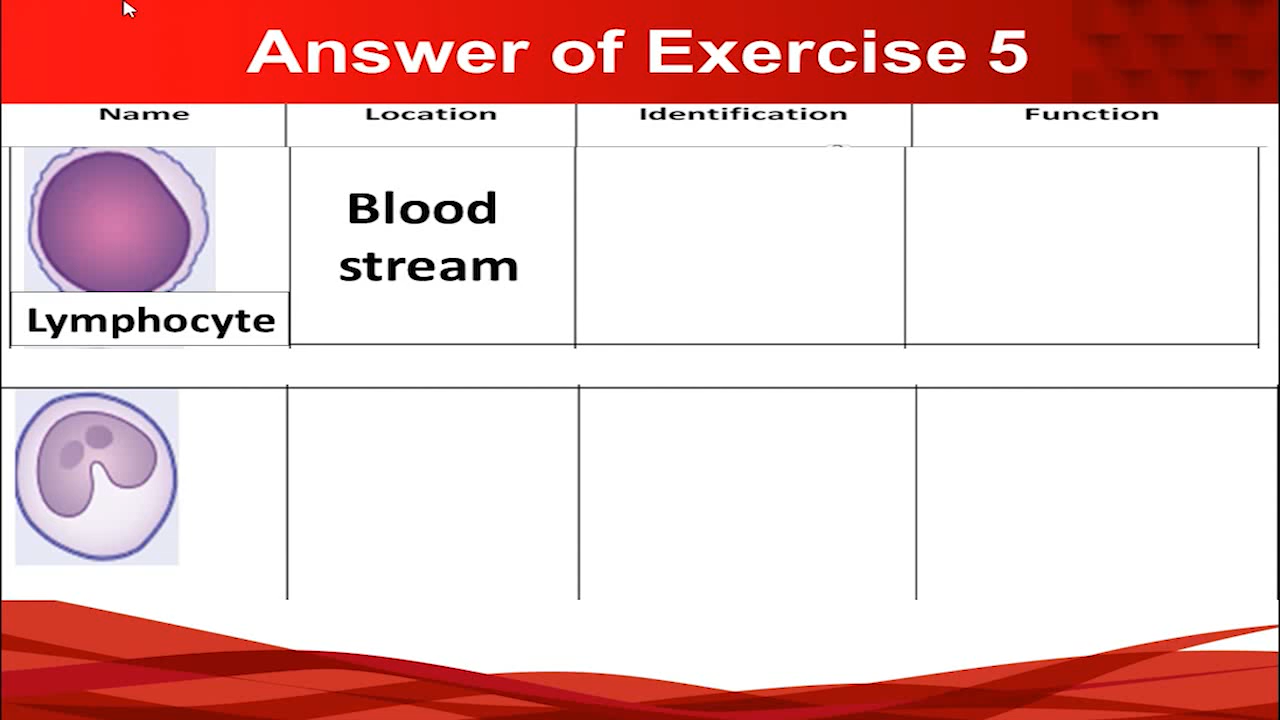 Answer of Exercise 5
Name Location Identification Function
Blood
stream
Lymphocyte